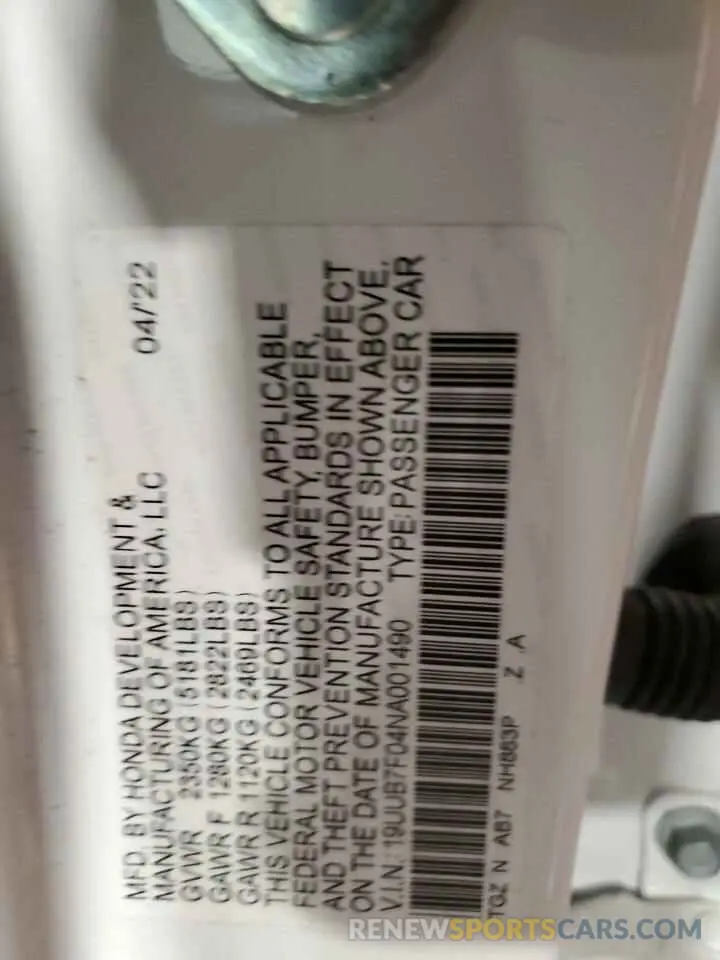 MFD. BY HONDA DEVELOPMENT &
MANUFACTURING OF AMERICA, LLC 04/'22
GVWR 2350KG (5181LBS)
GAWR F 1280KG (2822LBS)
GAWR R 1120KG (2469LBS)
THIS VEHICLE CONFORMS TO ALL APPLICABLE
FEDERAL MOTOR VEHICLE SAFETY, BUMPER,
AND THEFT PREVENTION STANDARDS IN EFFECT
ON THE DATE OF MANUFACTURE SHOWN ABOVE.
V.I.N.: 19UUB7F04NA001490 TYPE: PASSENGER CAR
TGZ N AB7 NH883P Z A
RENEWSPORTSCARS.COM